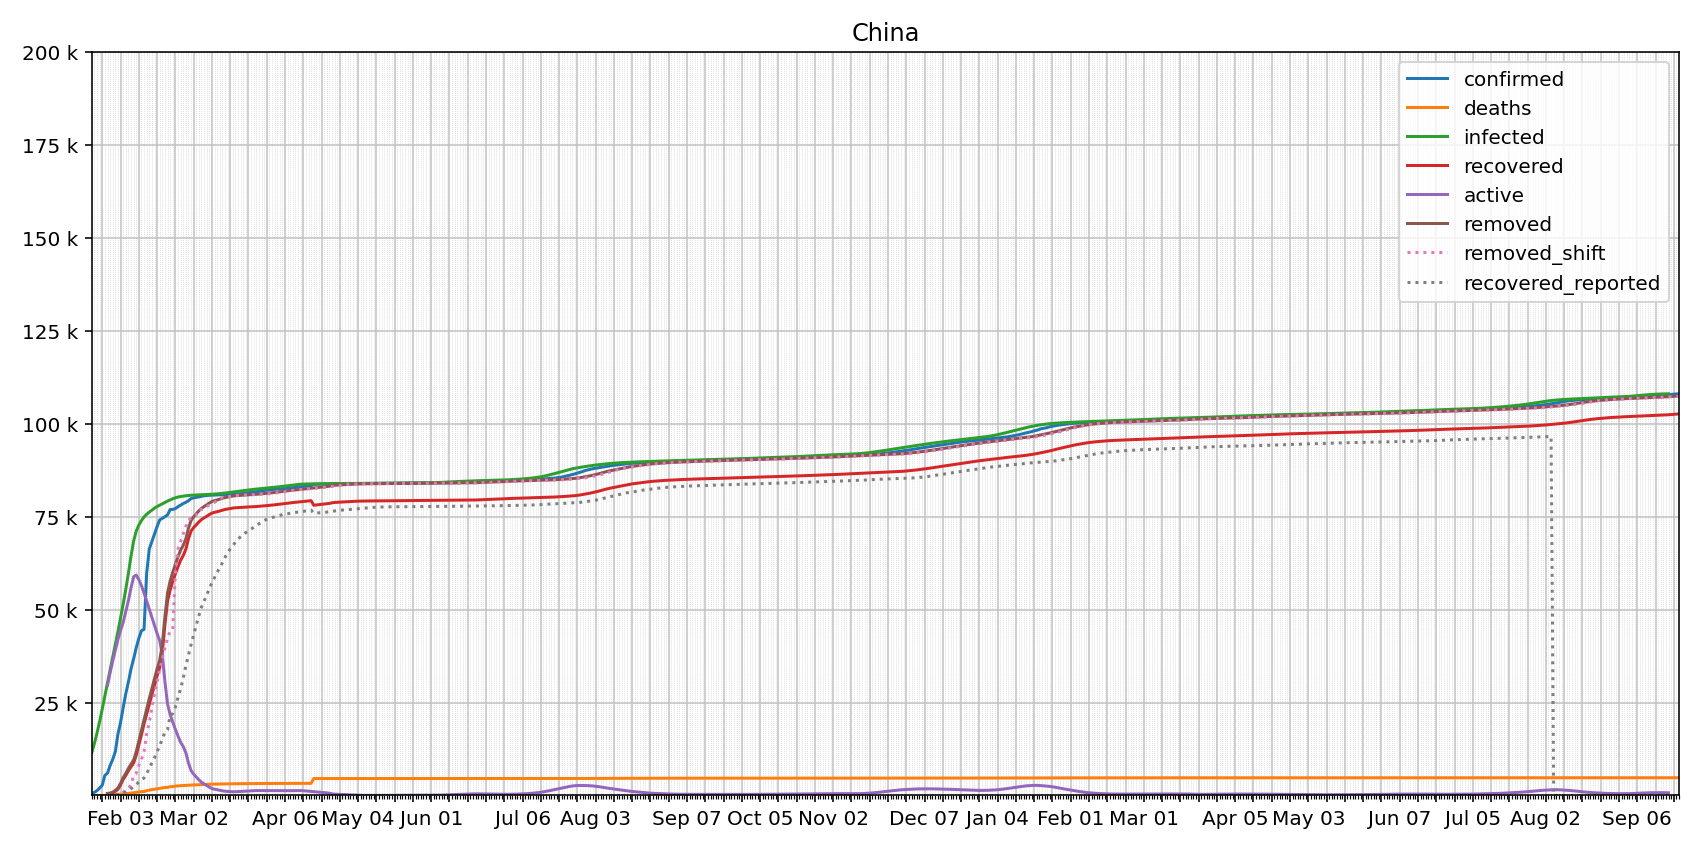 China
200 k
175 k
150 k
125 k
100 k
75 k
50 k
25 k
confirmed
deaths
infected
recovered
active
removed
removed_shift
recovered_reported
Feb 03 Mar 02 Apr 06 May 04 Jun 01 Jul 06 Aug 03 Sep 07 Oct 05 Nov 02 Dec 07 Jan 04 Feb 01 Mar 01 Apr 05 May 03 Jun 07 Jul 05 Aug 02 Sep 06